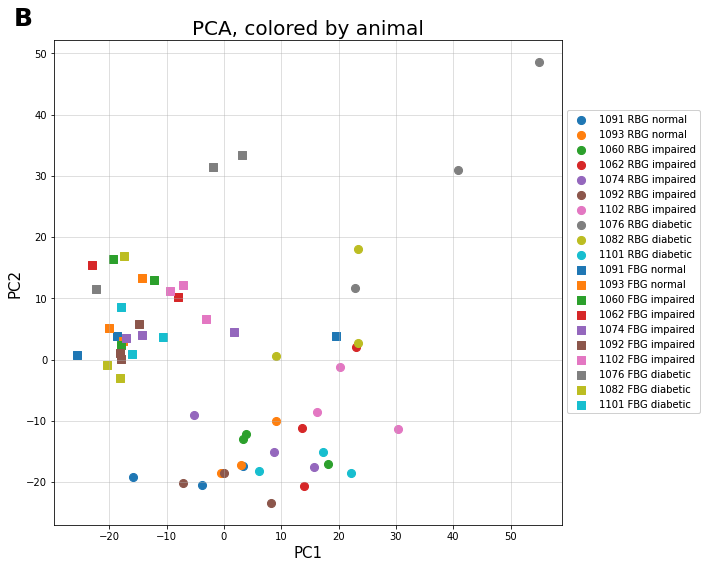 B
PCA, colored by animal
50
40
30
20
10
0
−10
−20
PC2
−20
−10
0
10
20
30
40
50
PC1
1091 RBG normal
1093 RBG normal
1060 RBG impaired
1062 RBG impaired
1074 RBG impaired
1092 RBG impaired
1102 RBG impaired
1076 RBG diabetic
1082 RBG diabetic
1101 RBG diabetic
1091 FBG normal
1093 FBG normal
1060 FBG impaired
1062 FBG impaired
1074 FBG impaired
1092 FBG impaired
1102 FBG impaired
1076 FBG diabetic
1082 FBG diabetic
1101 FBG diabetic